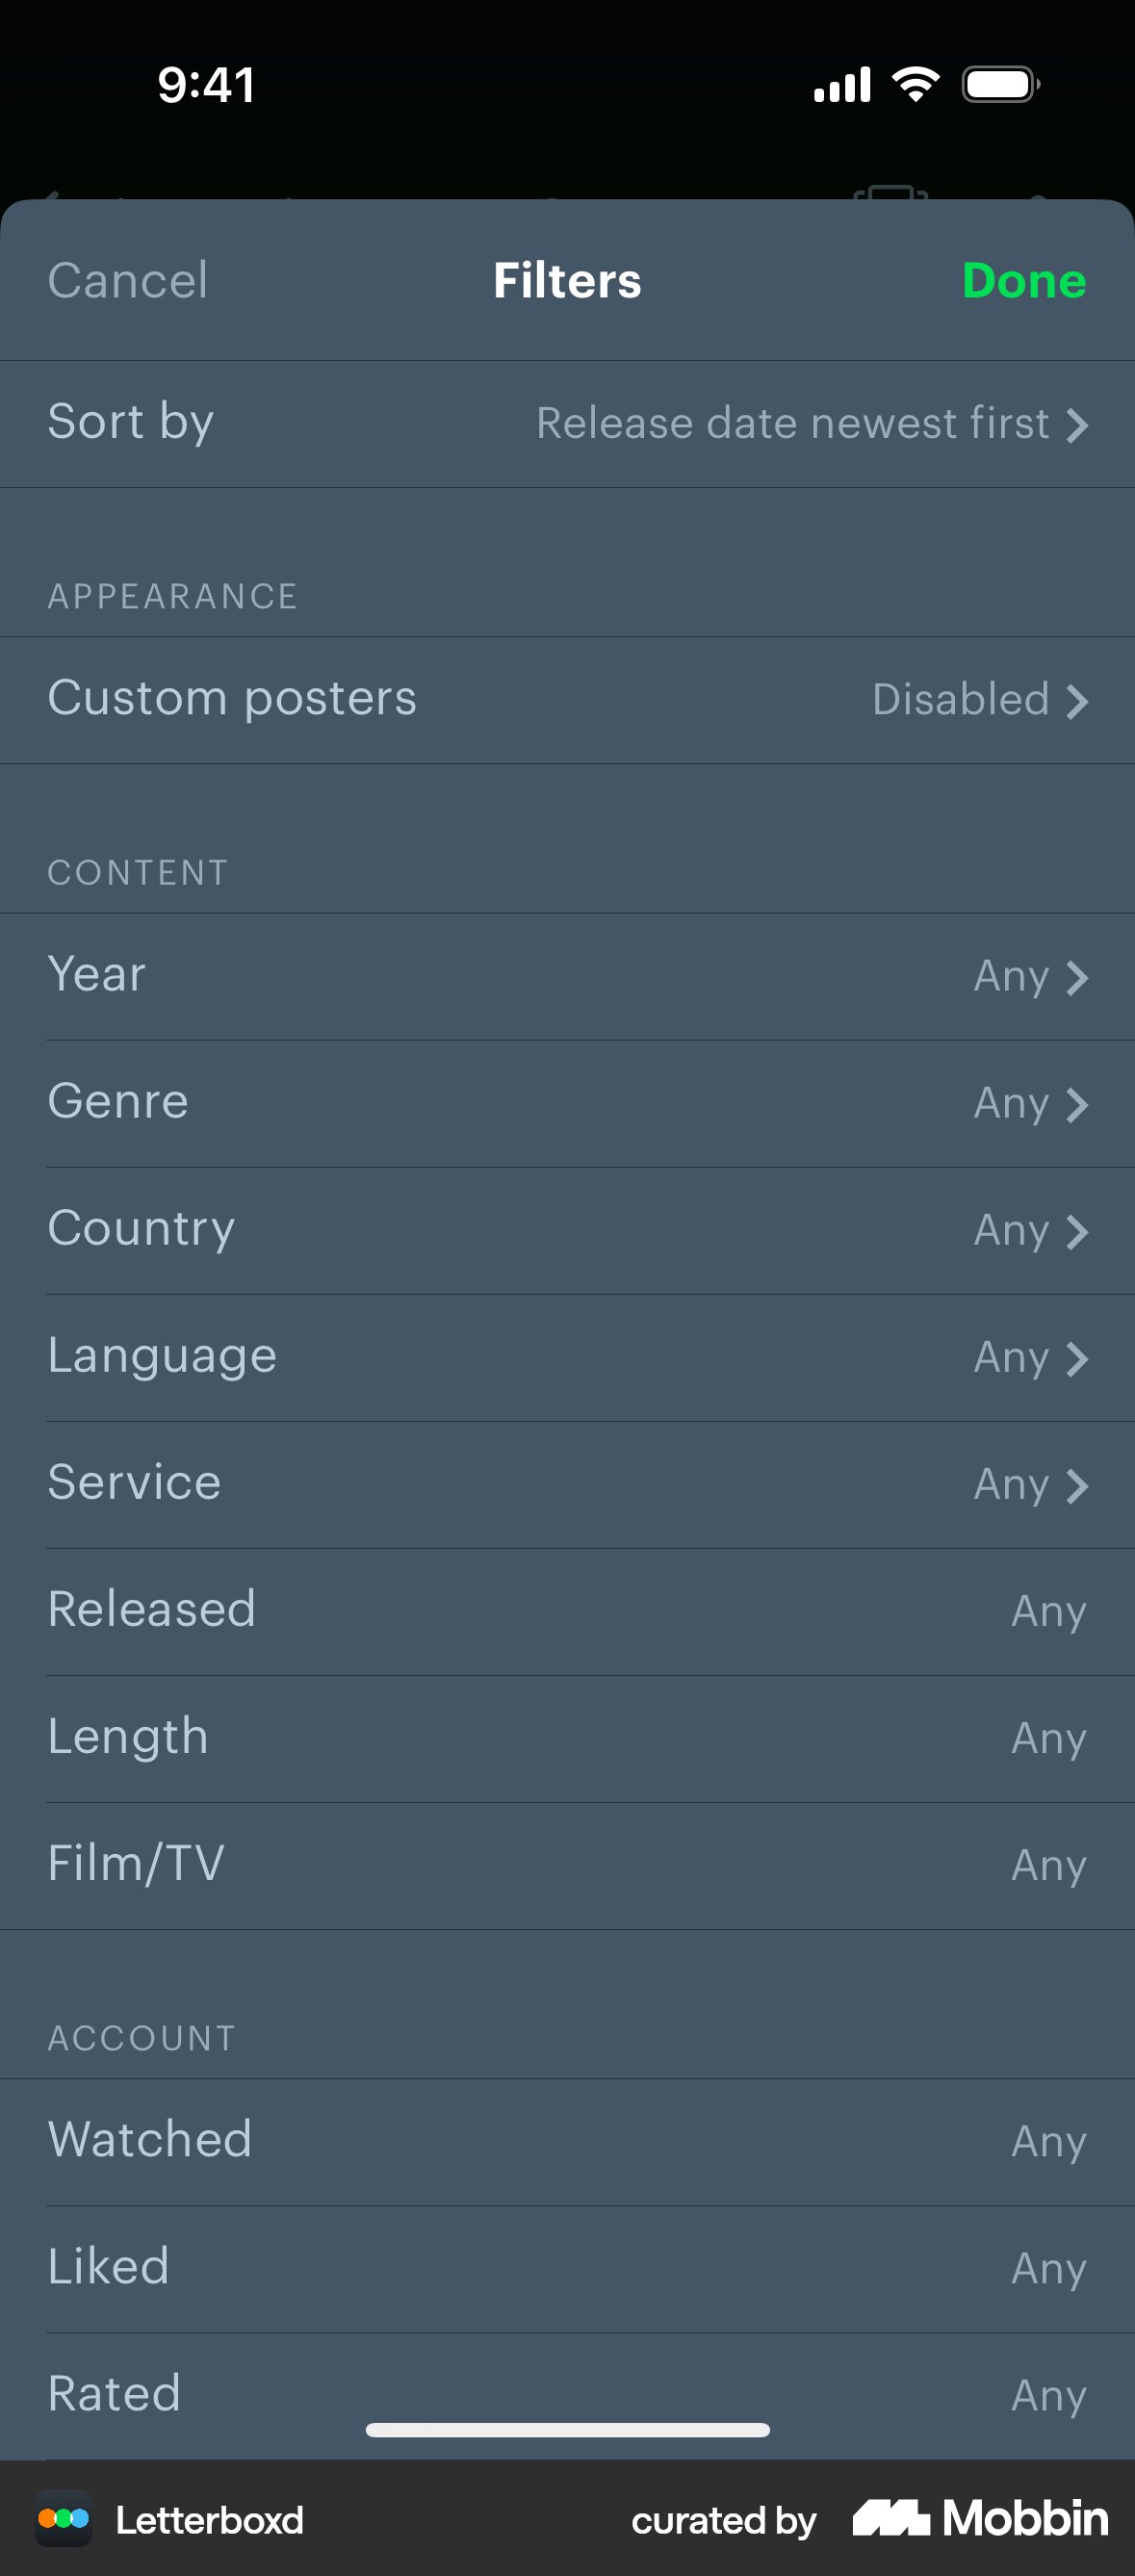 9:41
Cancel Filters Done
Sort by Release date newest first
APPEARANCE
Custom posters Disabled
CONTENT
Year Any
Genre Any
Country Any
Language Any
Service Any
Released Any
Length Any
Film/TV Any
ACCOUNT
Watched Any
Liked Any
Rated Any
Letterboxd curated by Mobbin